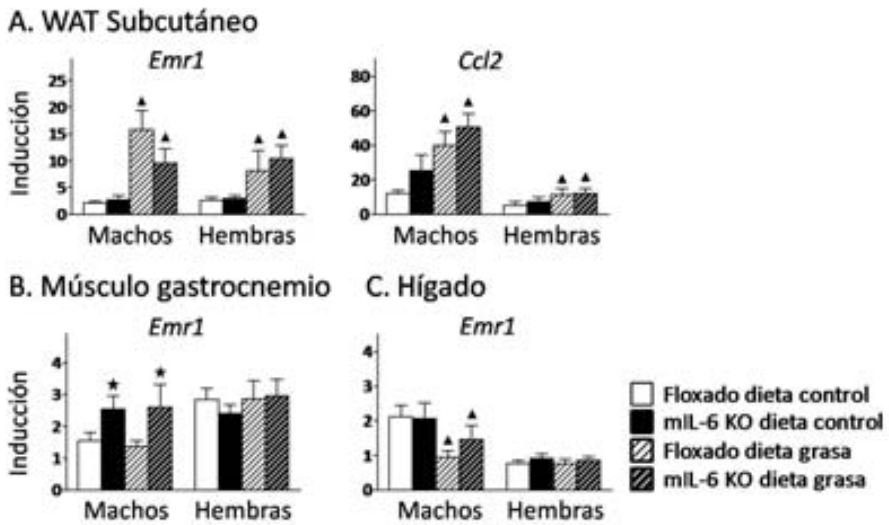 A. WAT Subcutáneo
Emr1
Inducción
25
20
15
10
5
0
Machos Hembras
Ccl2
80
60
40
20
0
Machos Hembras
B. Músculo gastrocnemio
Emr1
Inducción
4
3
2
1
0
Machos Hembras
C. Hígado
Emr1
4
3
2
1
0
Machos Hembras
Floxado dieta control
mIL-6 KO dieta control
Floxado dieta grasa
mIL-6 KO dieta grasa